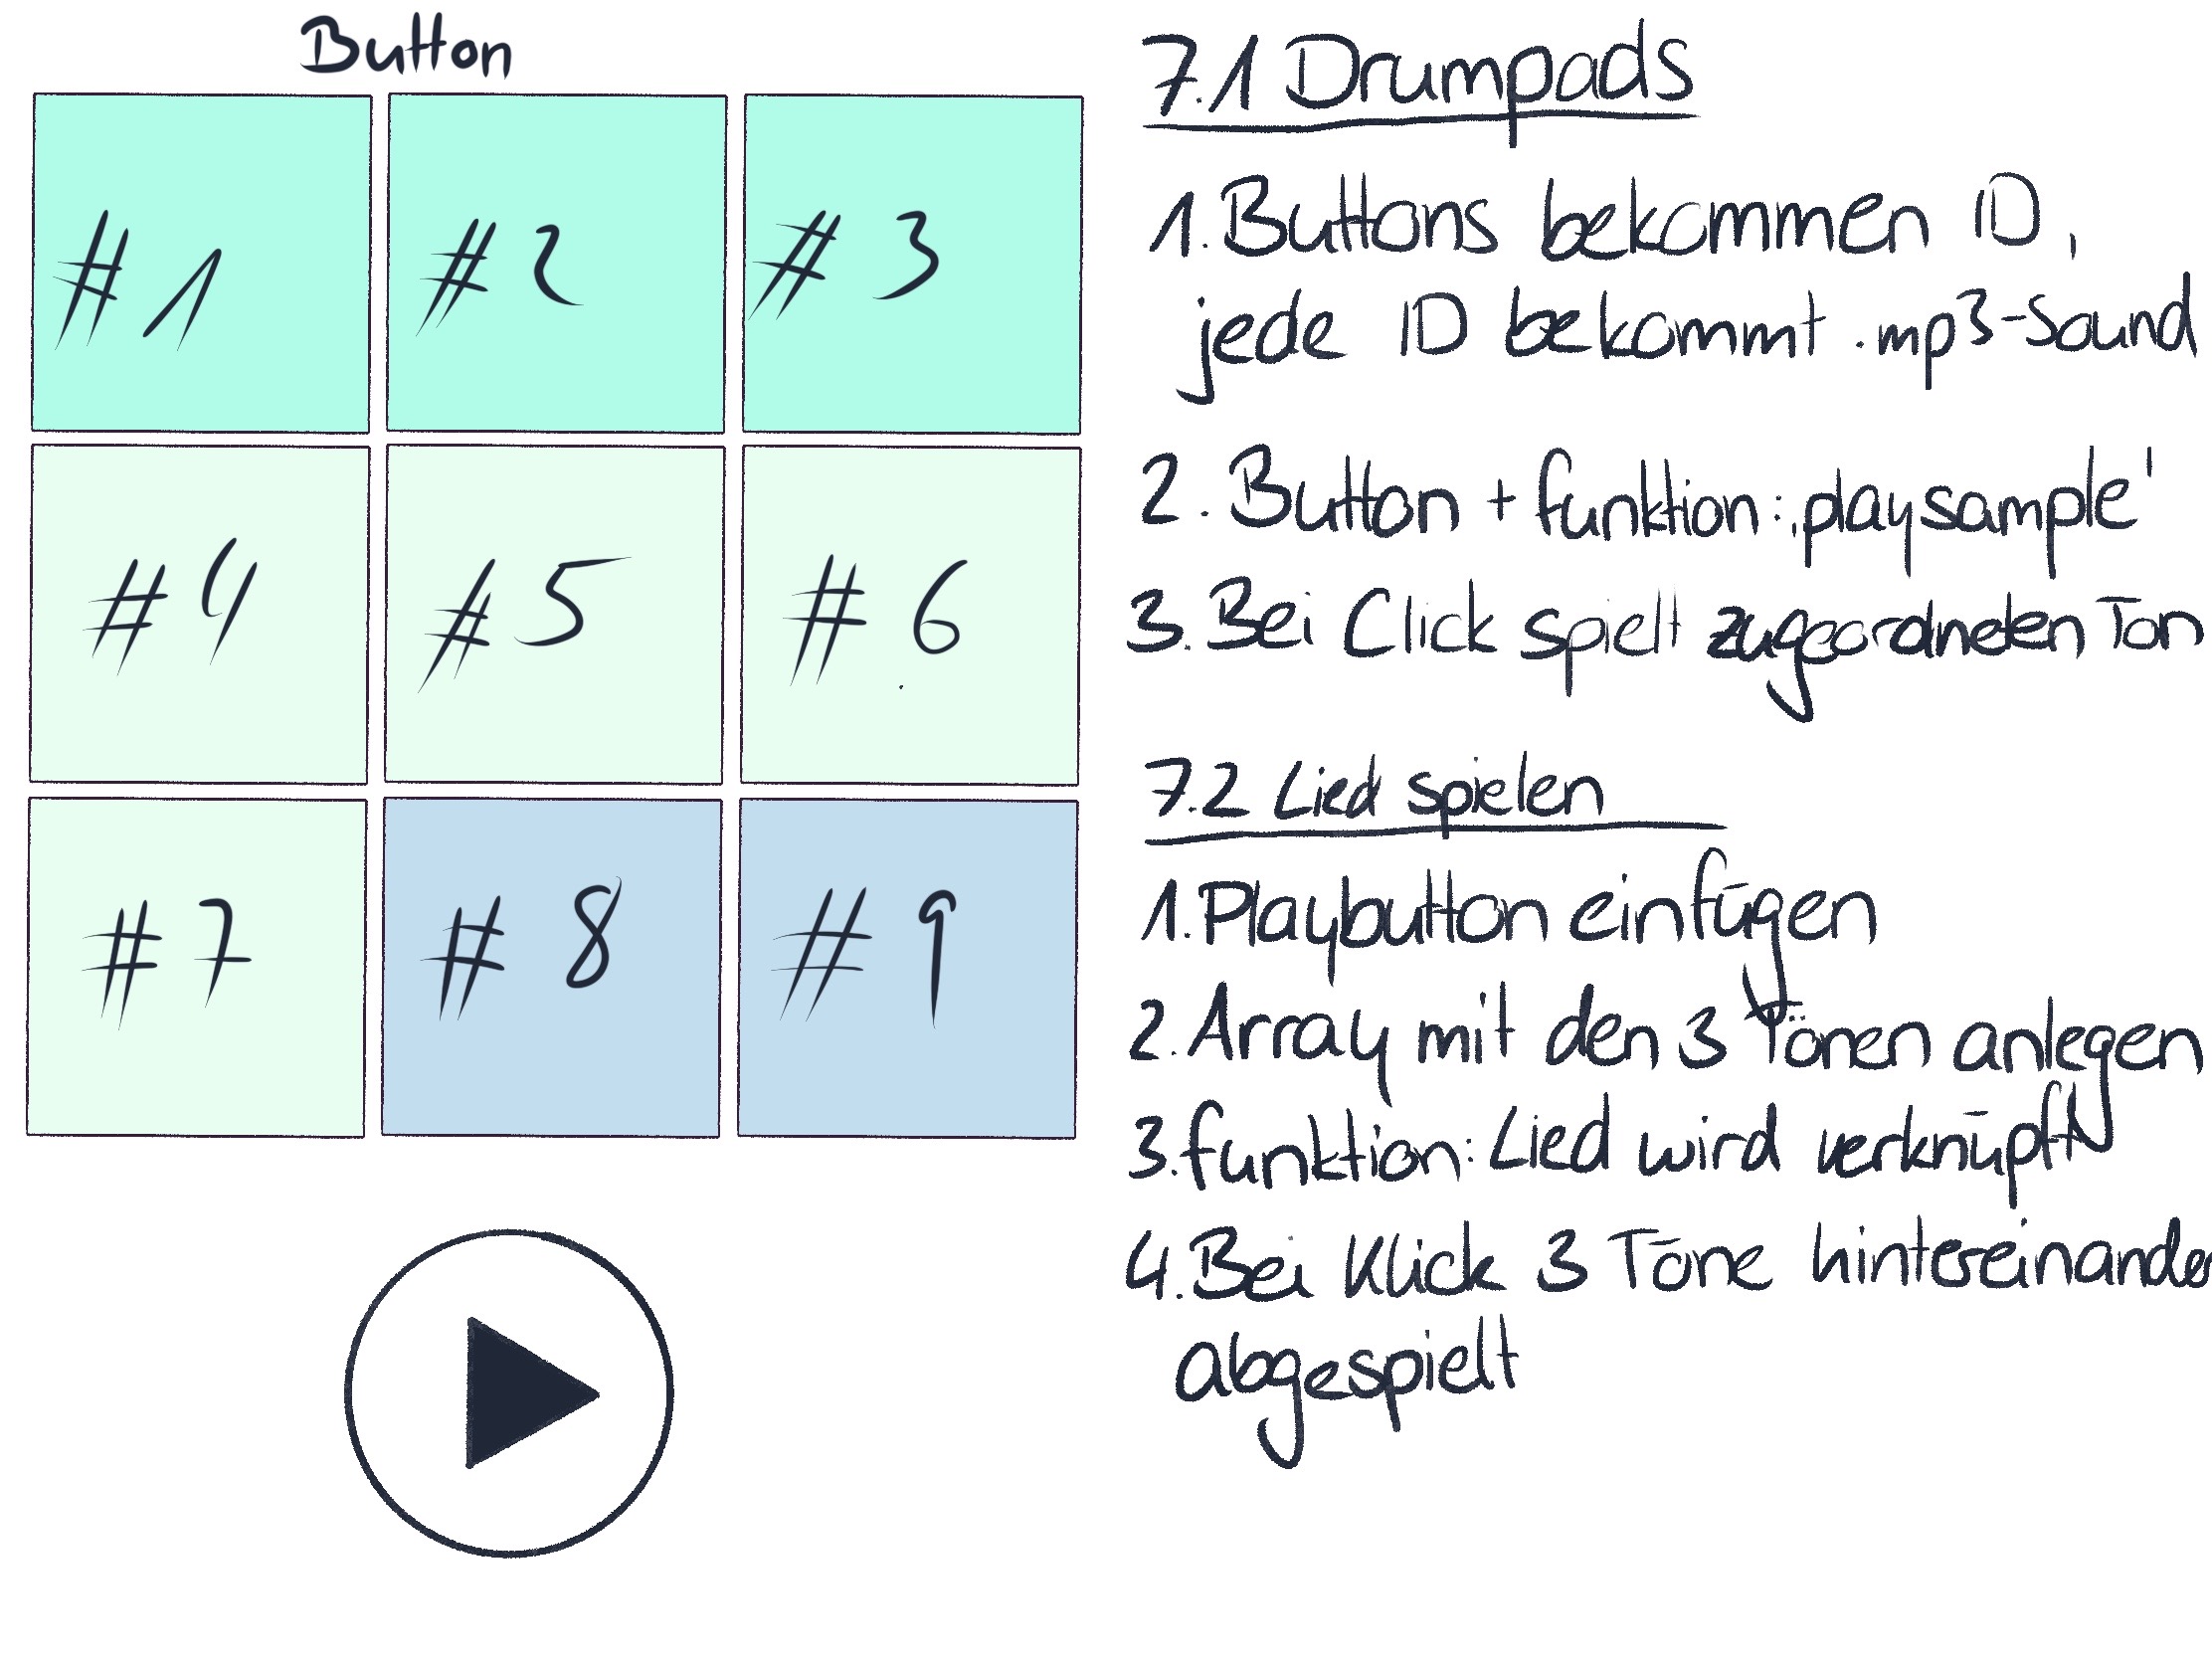 Button
#1
#2
#3
#4
#5
#6
#7
#8
#9
7.1 Drumpads
1. Buttons bekommen ID,
jede ID bekommt .mp3-Sound
2. Button + funktion: ,playsample'
3. Bei Click spielt zugeordneten Ton
7.2 Lied spielen
1. Playbutton einfügen
2. Array mit den 3 Tönen anlegen
3. funktion: Lied wird verknüpft
4. Bei Klick 3 Töne hintereinander
abgespielt